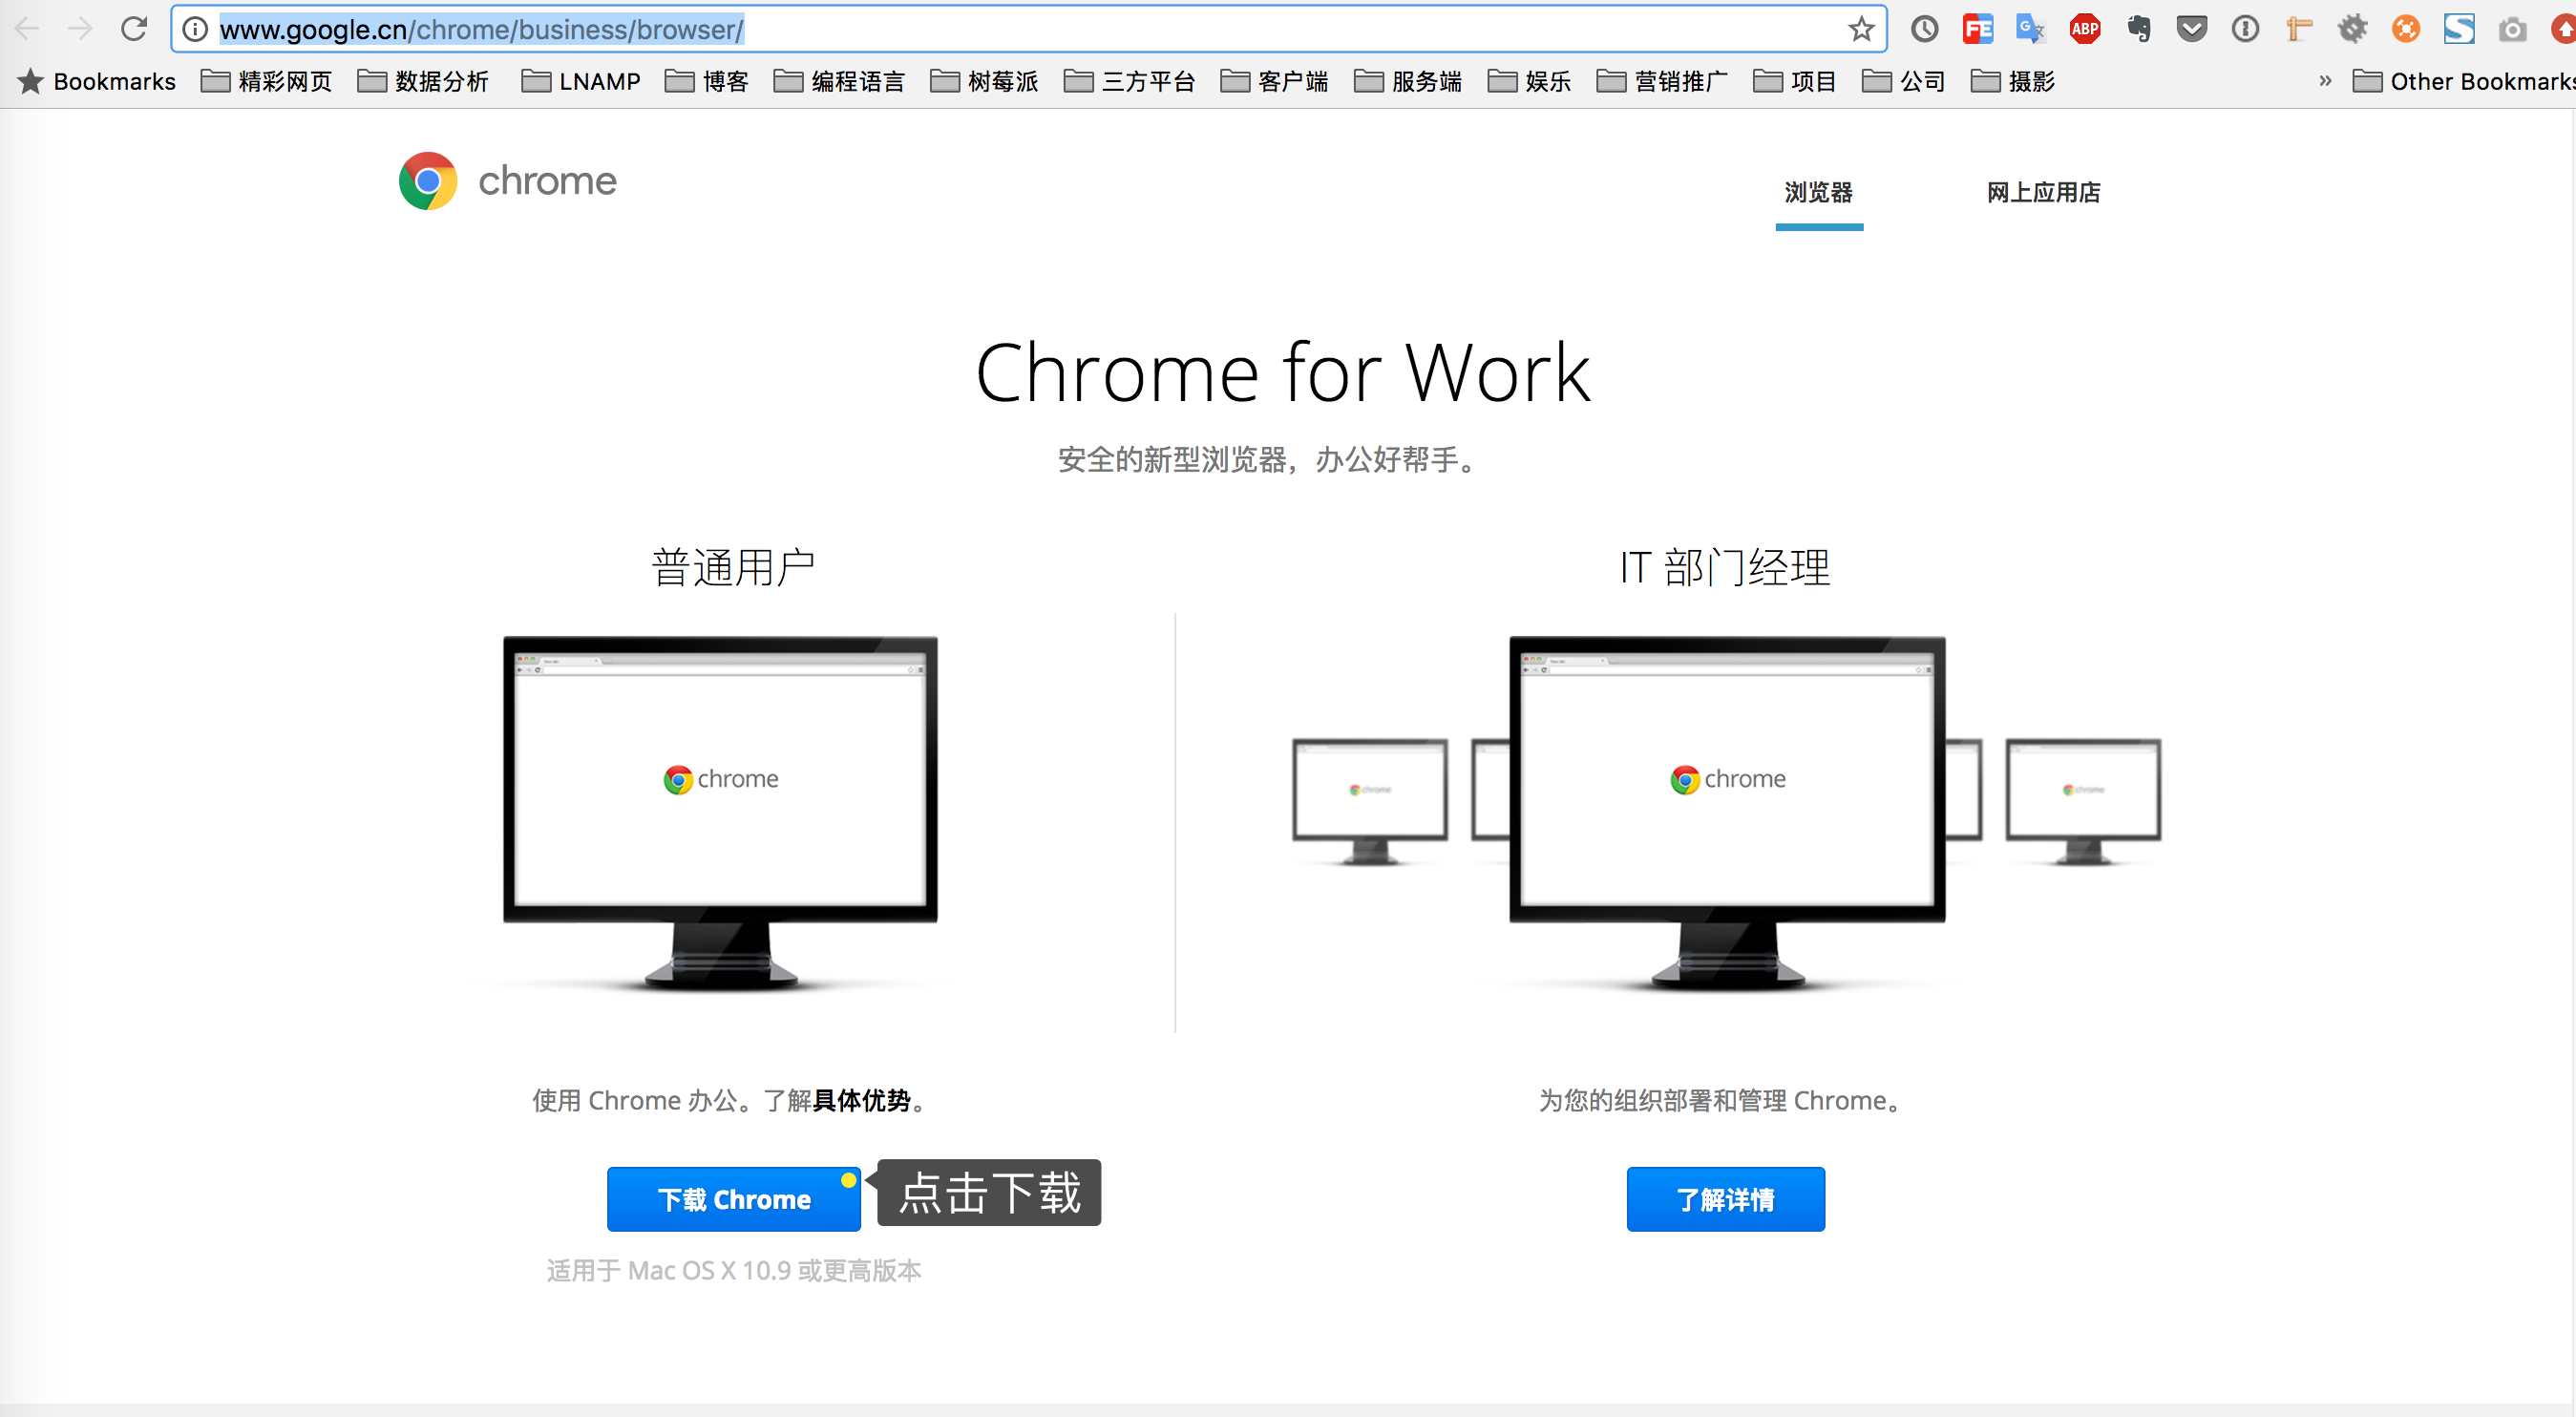 www.google.cn/chrome/business/browser/
FE
ABP
Bookmarks 精彩网页 数据分析 LNAMP 博客 编程语言 树莓派 三方平台 客户端 服务端 娱乐 营销推广 项目 公司 摄影 » Other Bookmarks
chrome
浏览器 网上应用店
Chrome for Work
安全的新型浏览器，办公好帮手。
普通用户
IT 部门经理
chrome
chrome
chrome
chrome
使用 Chrome 办公。了解具体优势。
为您的组织部署和管理 Chrome。
下载 Chrome
点击下载
了解详情
适用于 Mac OS X 10.9 或更高版本